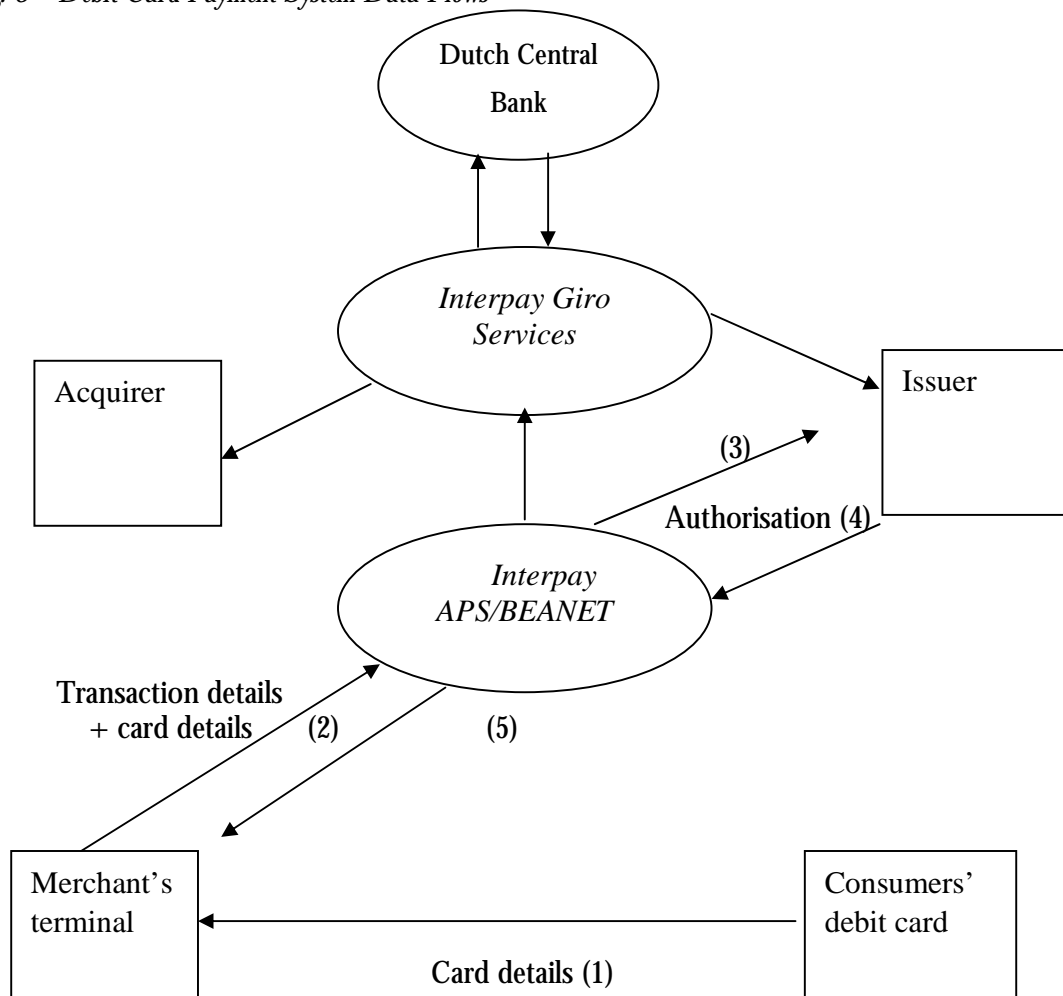 Debit Card Payment System Data Flows
Dutch Central
Bank
Interpay Giro
Services
Acquirer
Issuer
(3)
Authorisation (4)
Interpay
APS/BEANET
Transaction details
+ card details (2)
(5)
Merchant’s
terminal
Consumers’
debit card
Card details (1)